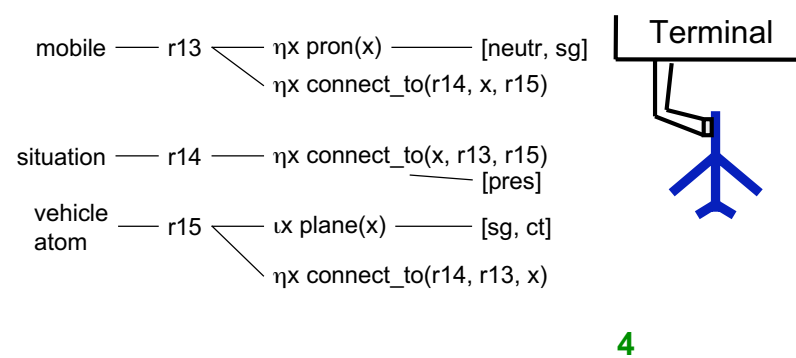 mobile r13 ηx pron(x) [neutr, sg]
ηx connect_to(r14, x, r15)
situation r14 ηx connect_to(x, r13, r15)
[pres]
vehicle
atom r15 ιx plane(x) [sg, ct]
ηx connect_to(r14, r13, x)
Terminal
4